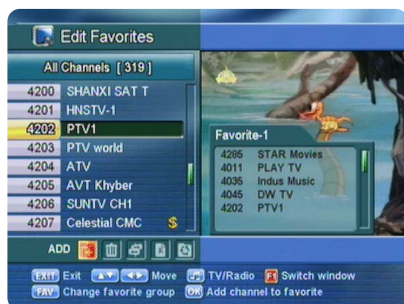 Edit Favorites
All Channels [ 319 ]
4200 SHANXI SAT T
4201 HNSTV-1
4202 PTV1
4203 PTV world
4204 ATV
4205 AVT Khyber
4206 SUNTV CH1
4207 Celestial CMC $
Favorite-1
4285 STAR Movies
4011 PLAY TV
4035 Indus Music
4045 DW TV
4202 PTV1
ADD
EXIT Exit Move TV/Radio F1 Switch window
FAV Change favorite group OK Add channel to favorite